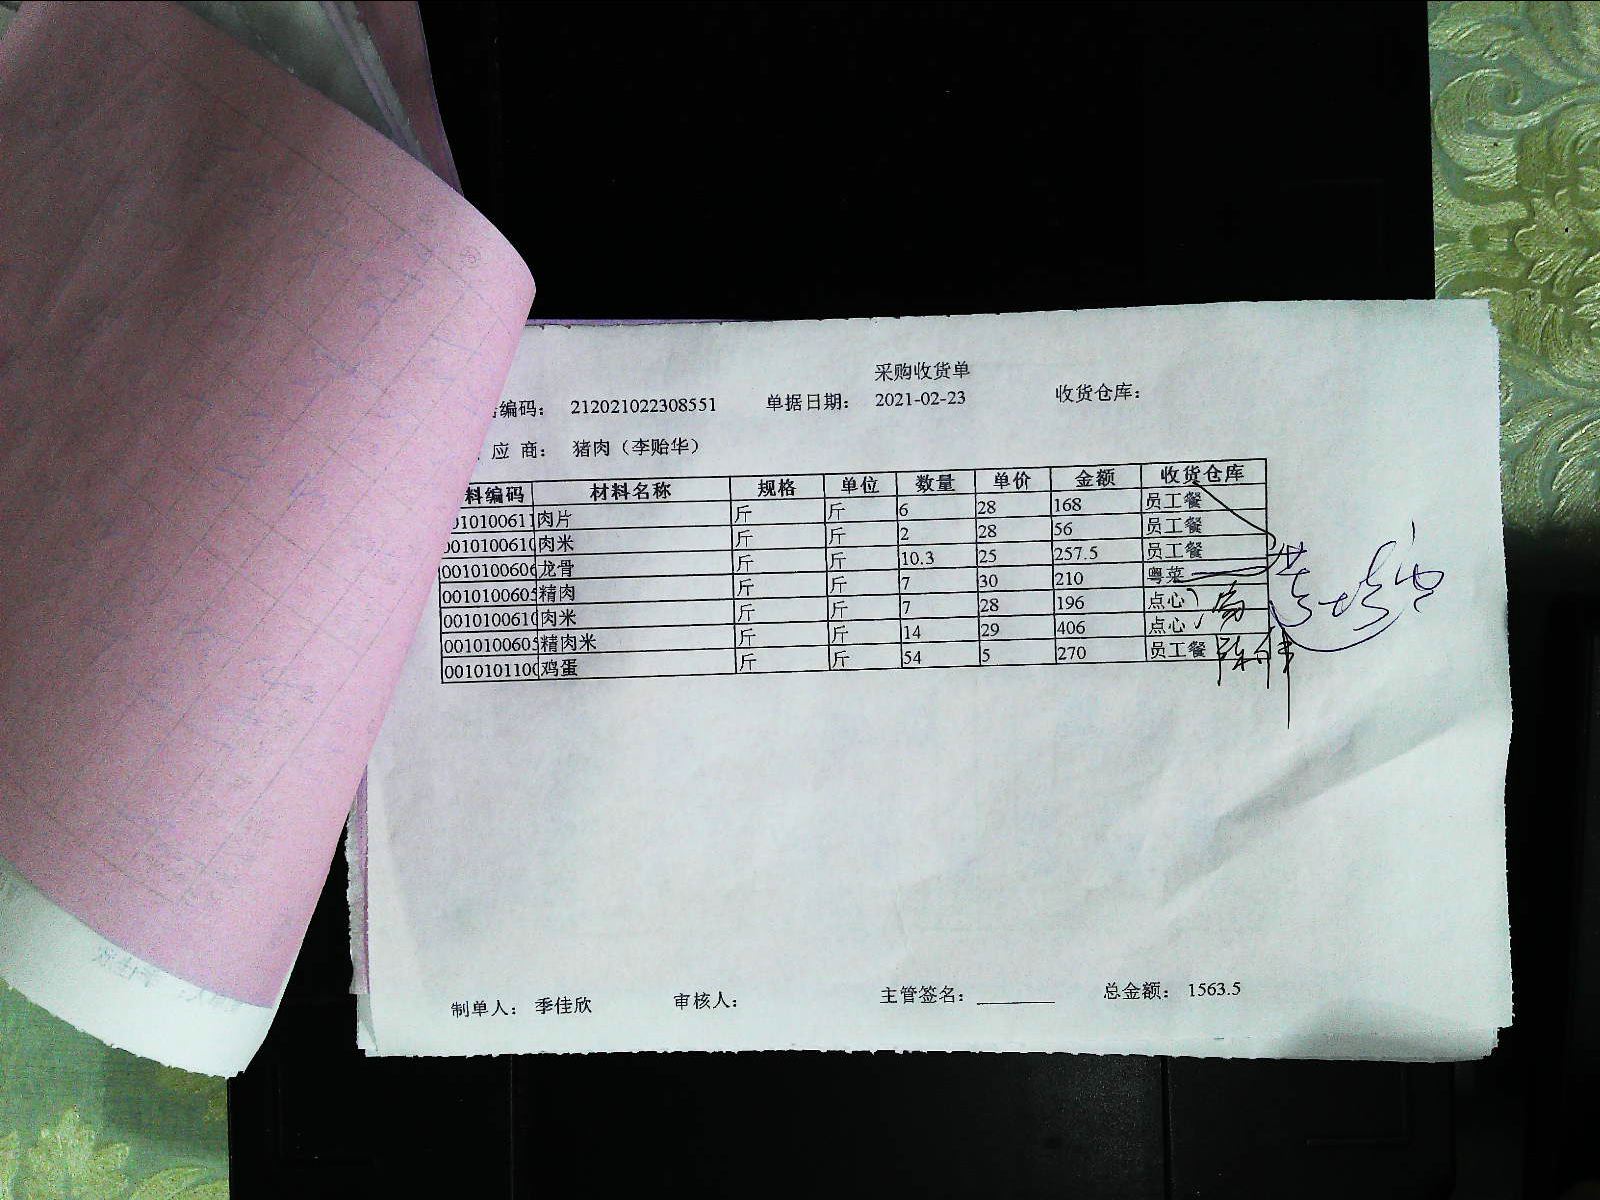 采购收货单
编码： 212021022308551 单据日期： 2021-02-23 收货仓库：
应 商： 猪肉（李贻华）
料编码 材料名称 规格 单位 数量 单价 金额 收货仓库
010100611 肉片 斤 斤 6 28 168 员工餐
0010100610 肉米 斤 斤 2 28 56 员工餐
0010100606 龙骨 斤 斤 10.3 25 257.5 员工餐
0010100605 精肉 斤 斤 7 30 210 粤菜
0010100610 肉米 斤 斤 7 28 196 点心
0010100605 精肉米 斤 斤 14 29 406 点心
0010101100 鸡蛋 斤 斤 54 5 270 员工餐
制单人： 季佳欣 审核人： 主管签名： 总金额： 1563.5